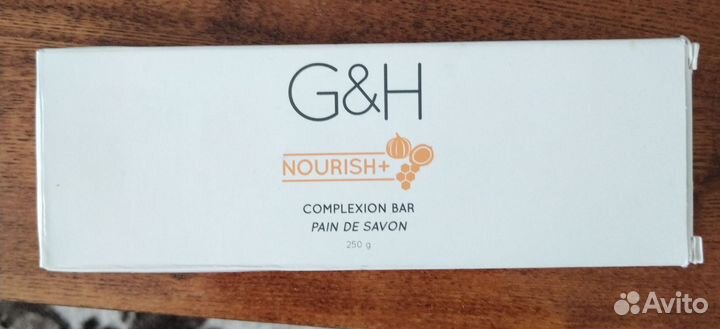 G&H
NOURISH+
COMPLEXION BAR
PAIN DE SAVON
250 g
Avito